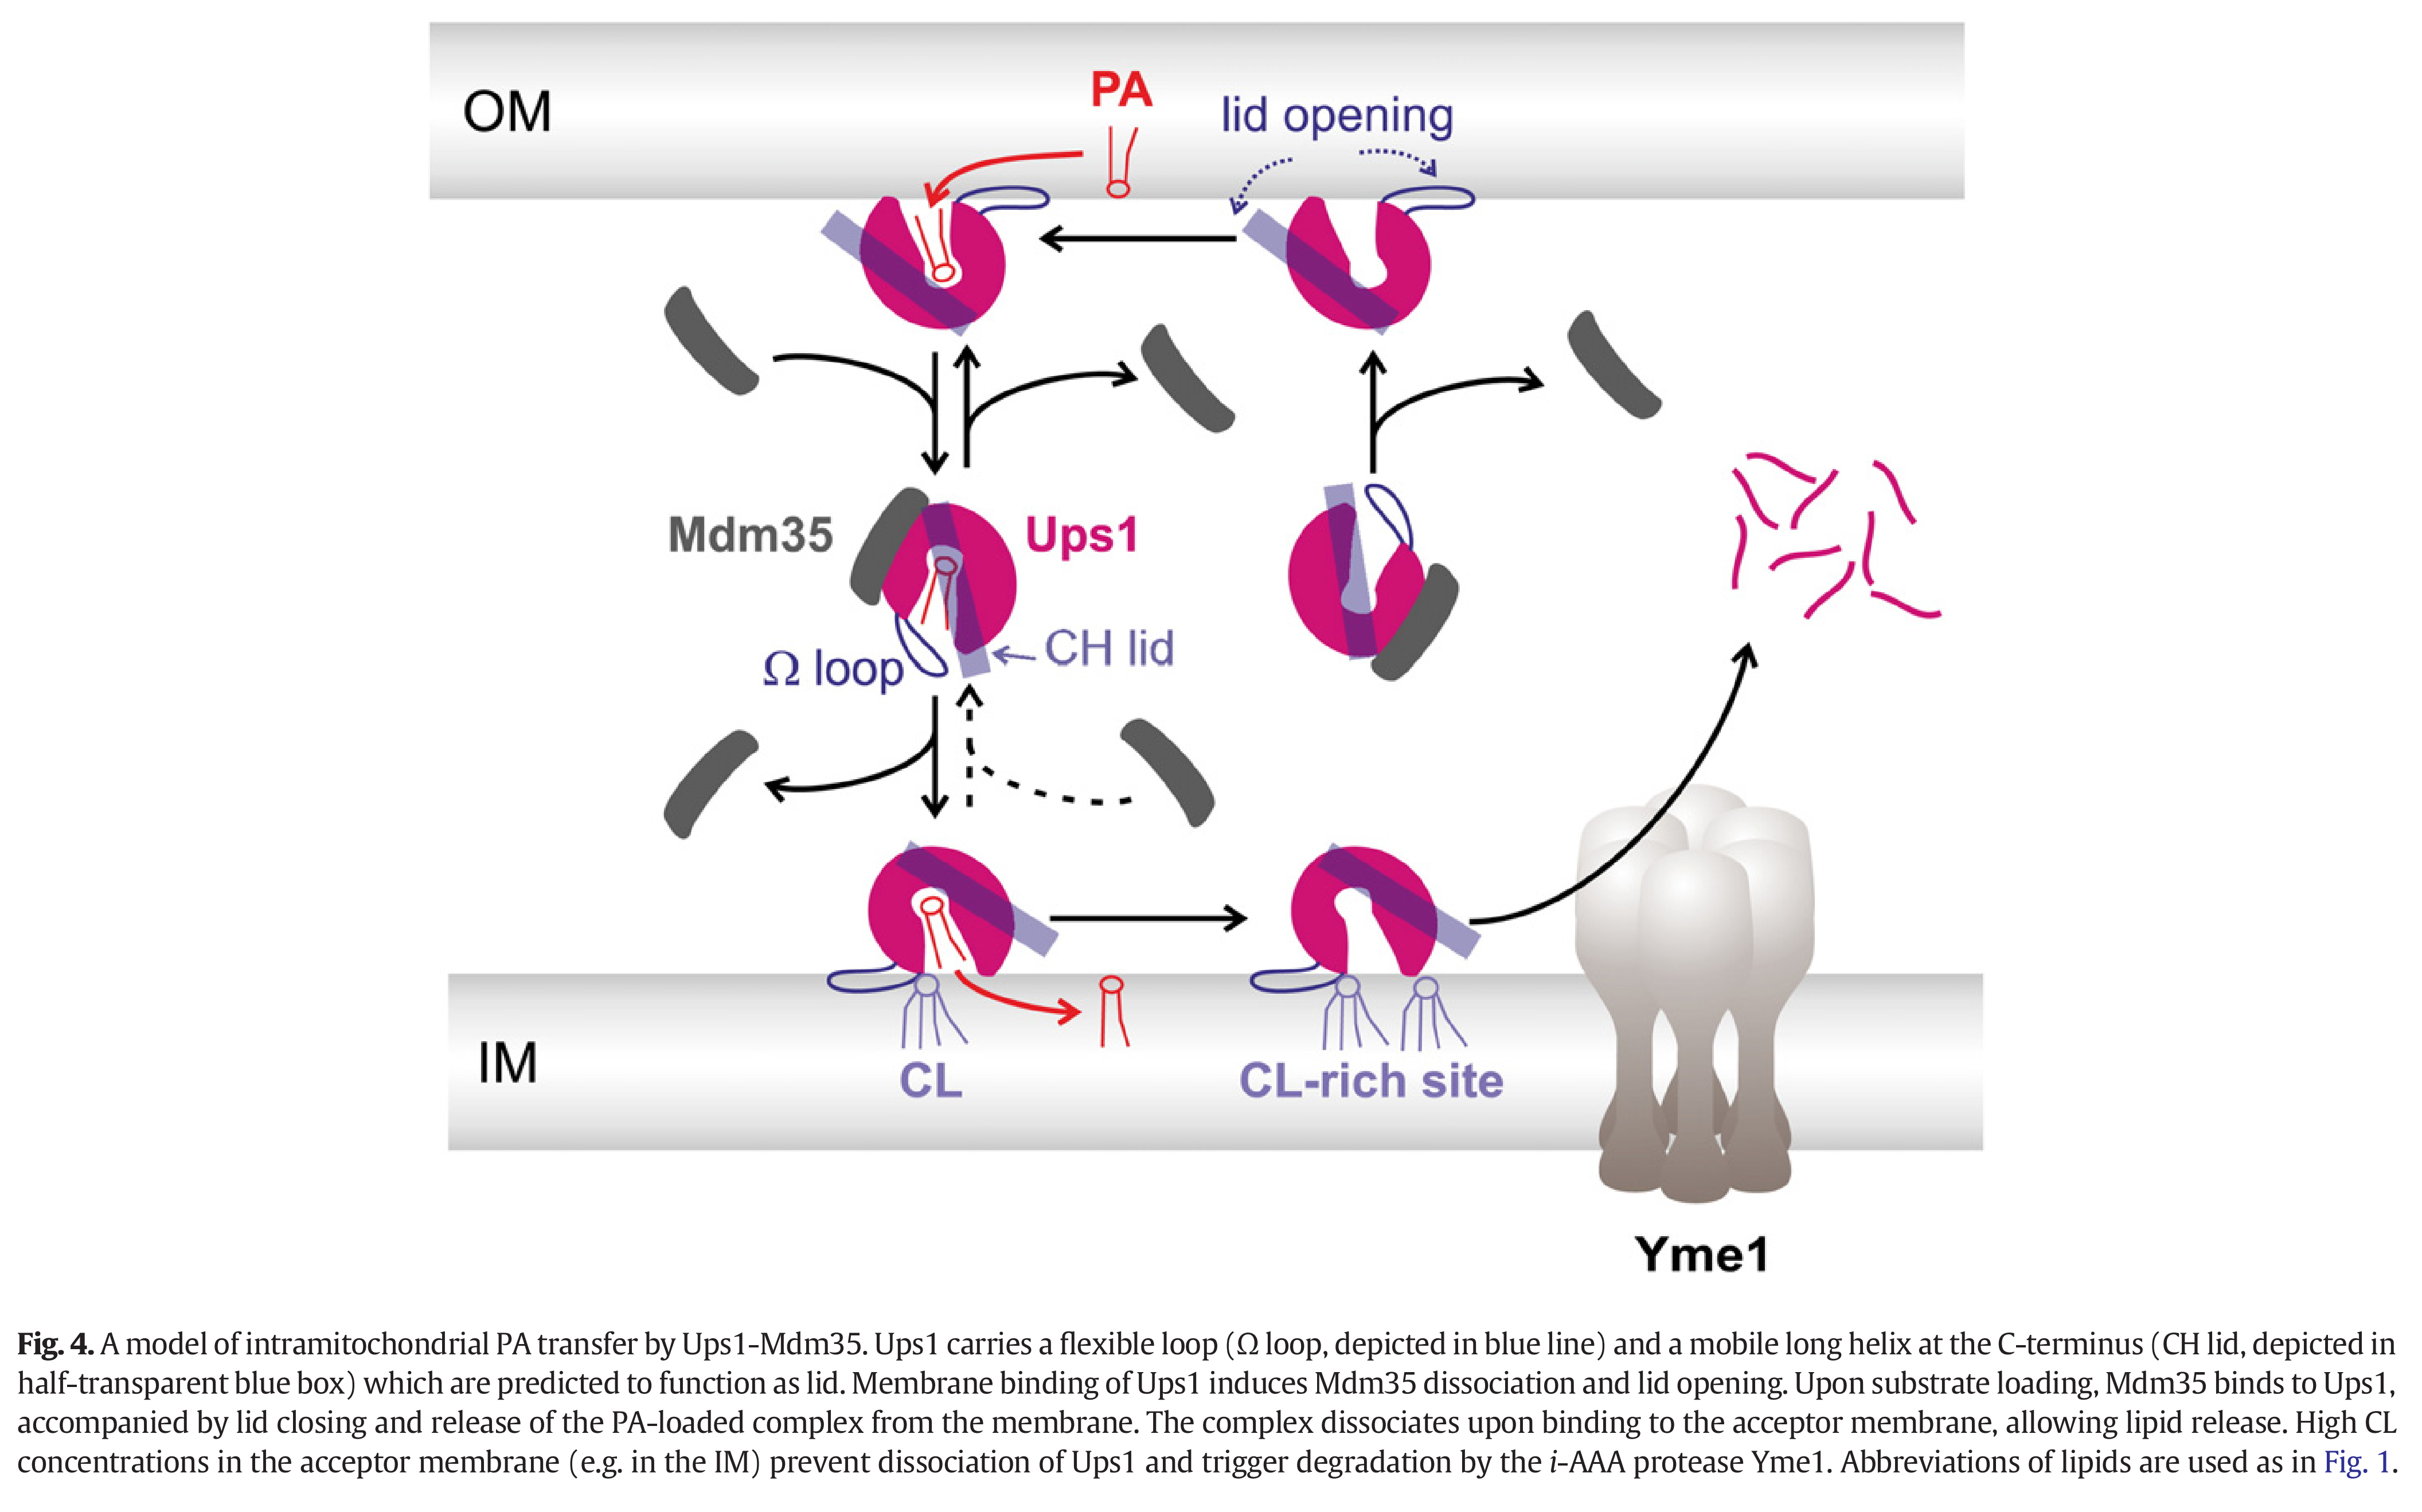 OM
PA
lid opening
Mdm35
Ups1
Ω loop
CH lid
IM
CL
CL-rich site
Yme1
Fig. 4. A model of intramitochondrial PA transfer by Ups1-Mdm35. Ups1 carries a flexible loop (Ω loop, depicted in blue line) and a mobile long helix at the C-terminus (CH lid, depicted in
half-transparent blue box) which are predicted to function as lid. Membrane binding of Ups1 induces Mdm35 dissociation and lid opening. Upon substrate loading, Mdm35 binds to Ups1,
accompanied by lid closing and release of the PA-loaded complex from the membrane. The complex dissociates upon binding to the acceptor membrane, allowing lipid release. High CL
concentrations in the acceptor membrane (e.g. in the IM) prevent dissociation of Ups1 and trigger degradation by the i-AAA protease Yme1. Abbreviations of lipids are used as in Fig. 1.